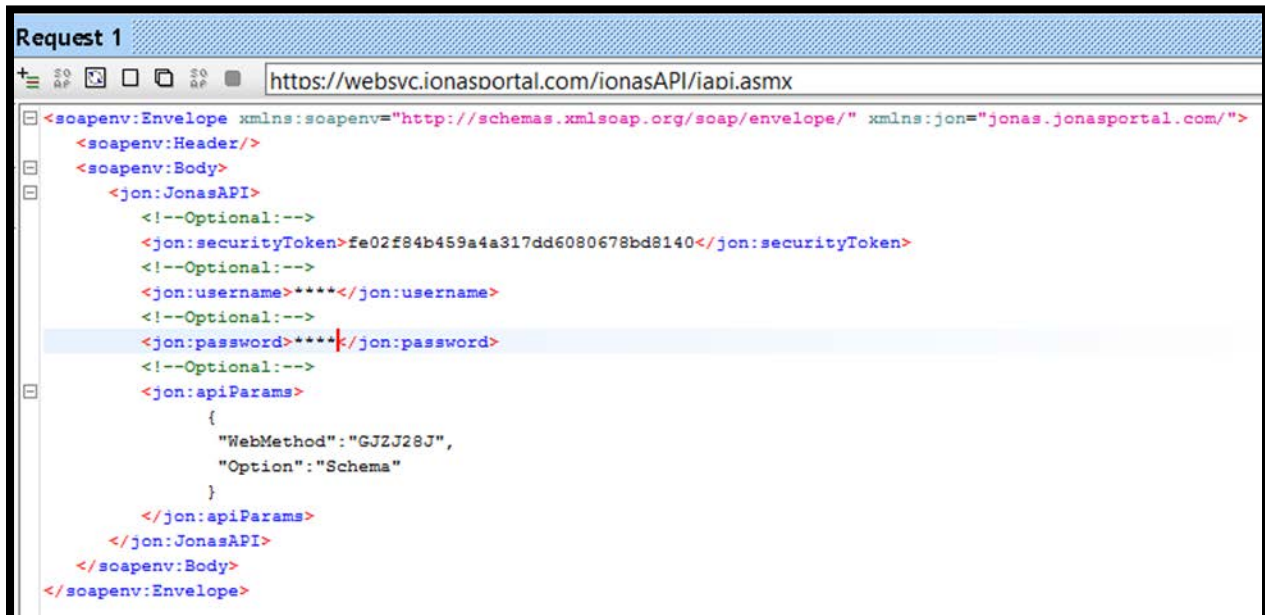 Request 1
https://websvc.jonasportal.com/jonasAPI/japi.asmx
<soapenv:Envelope xmlns:soapenv="http://schemas.xmlsoap.org/soap/envelope/" xmlns:jon="jonas.jonasportal.com/">
<soapenv:Header/>
<soapenv:Body>
<jon:JonasAPI>
<!--Optional:-->
<jon:securityToken>fe02f84b459a4a317dd6080678bd8140</jon:securityToken>
<!--Optional:-->
<jon:username>****</jon:username>
<!--Optional:-->
<jon:password>****</jon:password>
<!--Optional:-->
<jon:apiParams>
{
"WebMethod":"GJZJ28J",
"Option":"Schema"
}
</jon:apiParams>
</jon:JonasAPI>
</soapenv:Body>
</soapenv:Envelope>